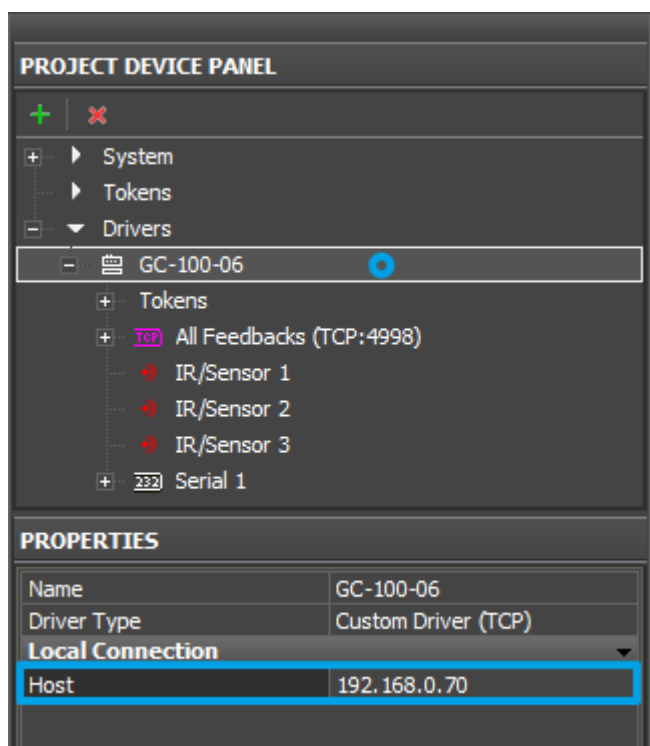 PROJECT DEVICE PANEL
System
Tokens
Drivers
GC-100-06
Tokens
TCP All Feedbacks (TCP:4998)
IR/Sensor 1
IR/Sensor 2
IR/Sensor 3
232 Serial 1
PROPERTIES
Name GC-100-06
Driver Type Custom Driver (TCP)
Local Connection
Host 192.168.0.70